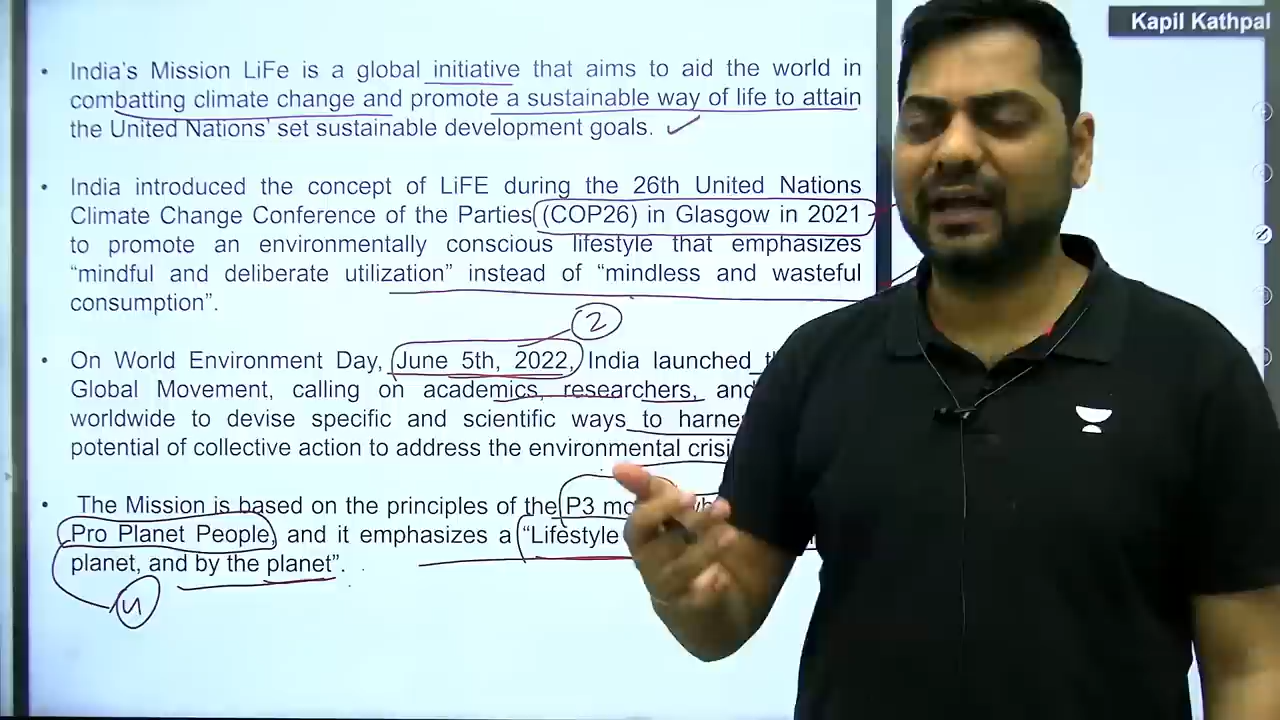 Kapil Kathpal
• India's Mission LiFe is a global initiative that aims to aid the world in
combatting climate change and promote a sustainable way of life to attain
the United Nations' set sustainable development goals.
• India introduced the concept of LiFE during the 26th United Nations
Climate Change Conference of the Parties (COP26) in Glasgow in 2021
to promote an environmentally conscious lifestyle that emphasizes
“mindful and deliberate utilization” instead of “mindless and wasteful
consumption”.
2
• On World Environment Day, June 5th, 2022, India launched
Global Movement, calling on academics, researchers, and
worldwide to devise specific and scientific ways to
potential of collective action to address the environmental
• The Mission is based on the principles of the P3
Pro Planet People, and it emphasizes a “Lifestyle
planet, and by the planet”.
4